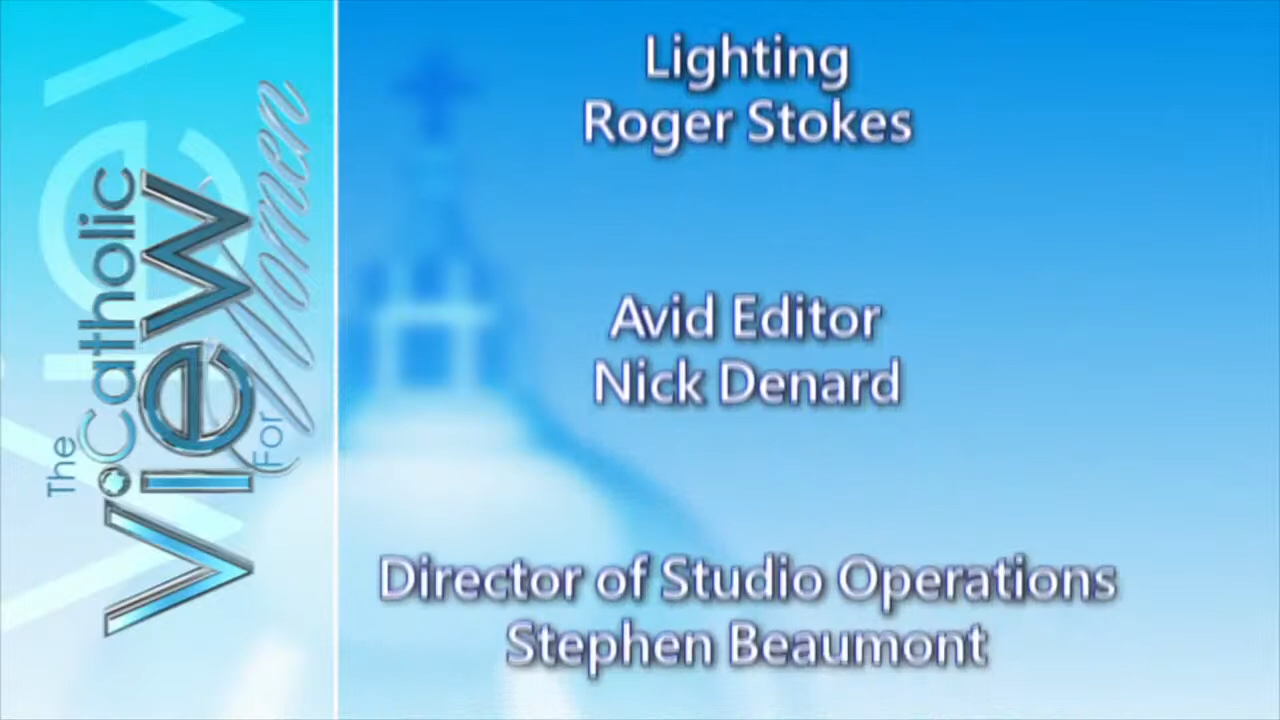 The Catholic
View
For Women
Lighting
Roger Stokes
Avid Editor
Nick Denard
Director of Studio Operations
Stephen Beaumont